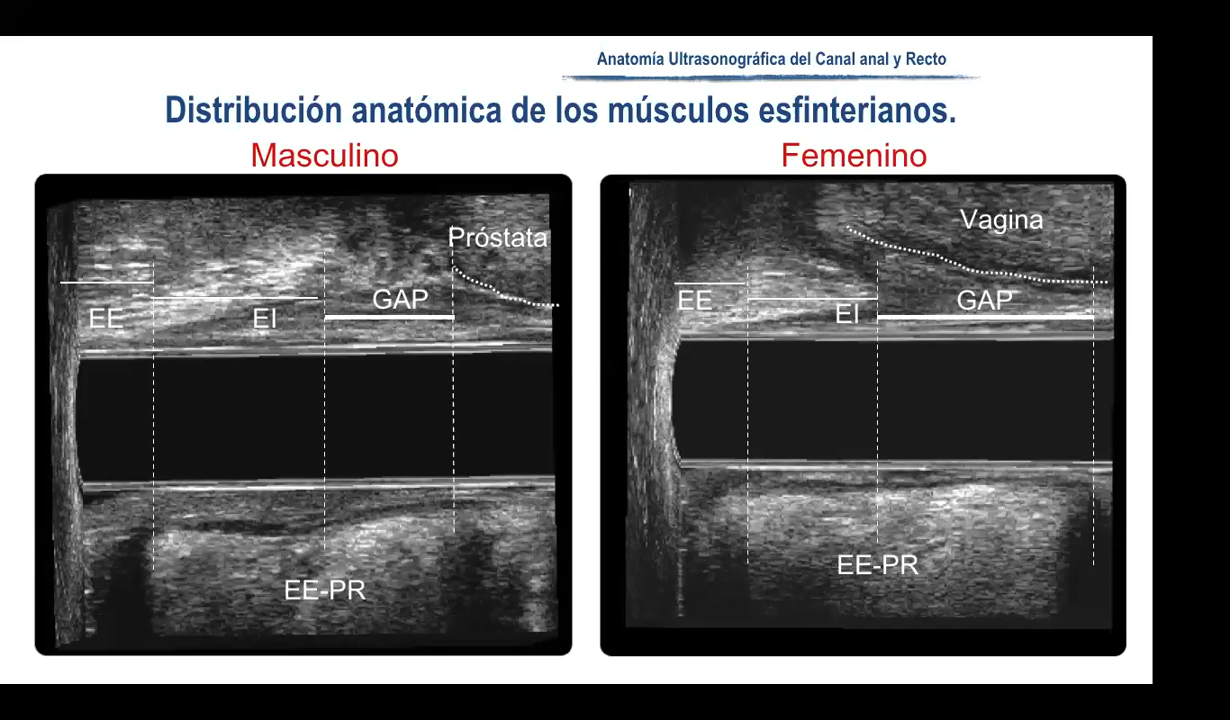 Anatomía Ultrasonográfica del Canal anal y Recto
Distribución anatómica de los músculos esfinterianos.
Masculino
Próstata
GAP
EE
EI
EE-PR
Femenino
Vagina
EE
GAP
EI
EE-PR